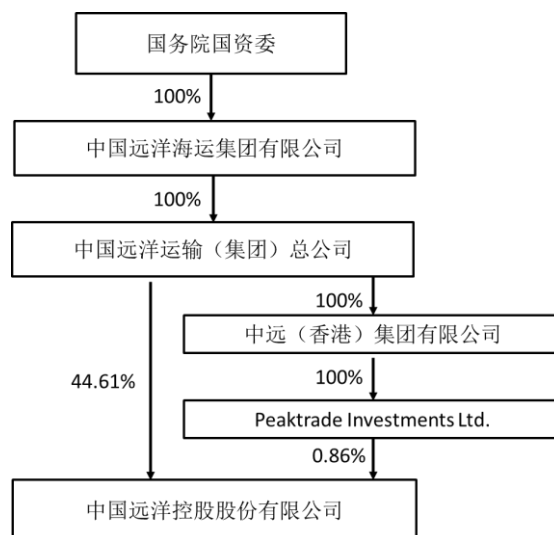 国务院国资委
100%
中国远洋海运集团有限公司
100%
中国远洋运输（集团）总公司
100%
中远（香港）集团有限公司
44.61%
100%
Peaktrade Investments Ltd.
0.86%
中国远洋控股股份有限公司